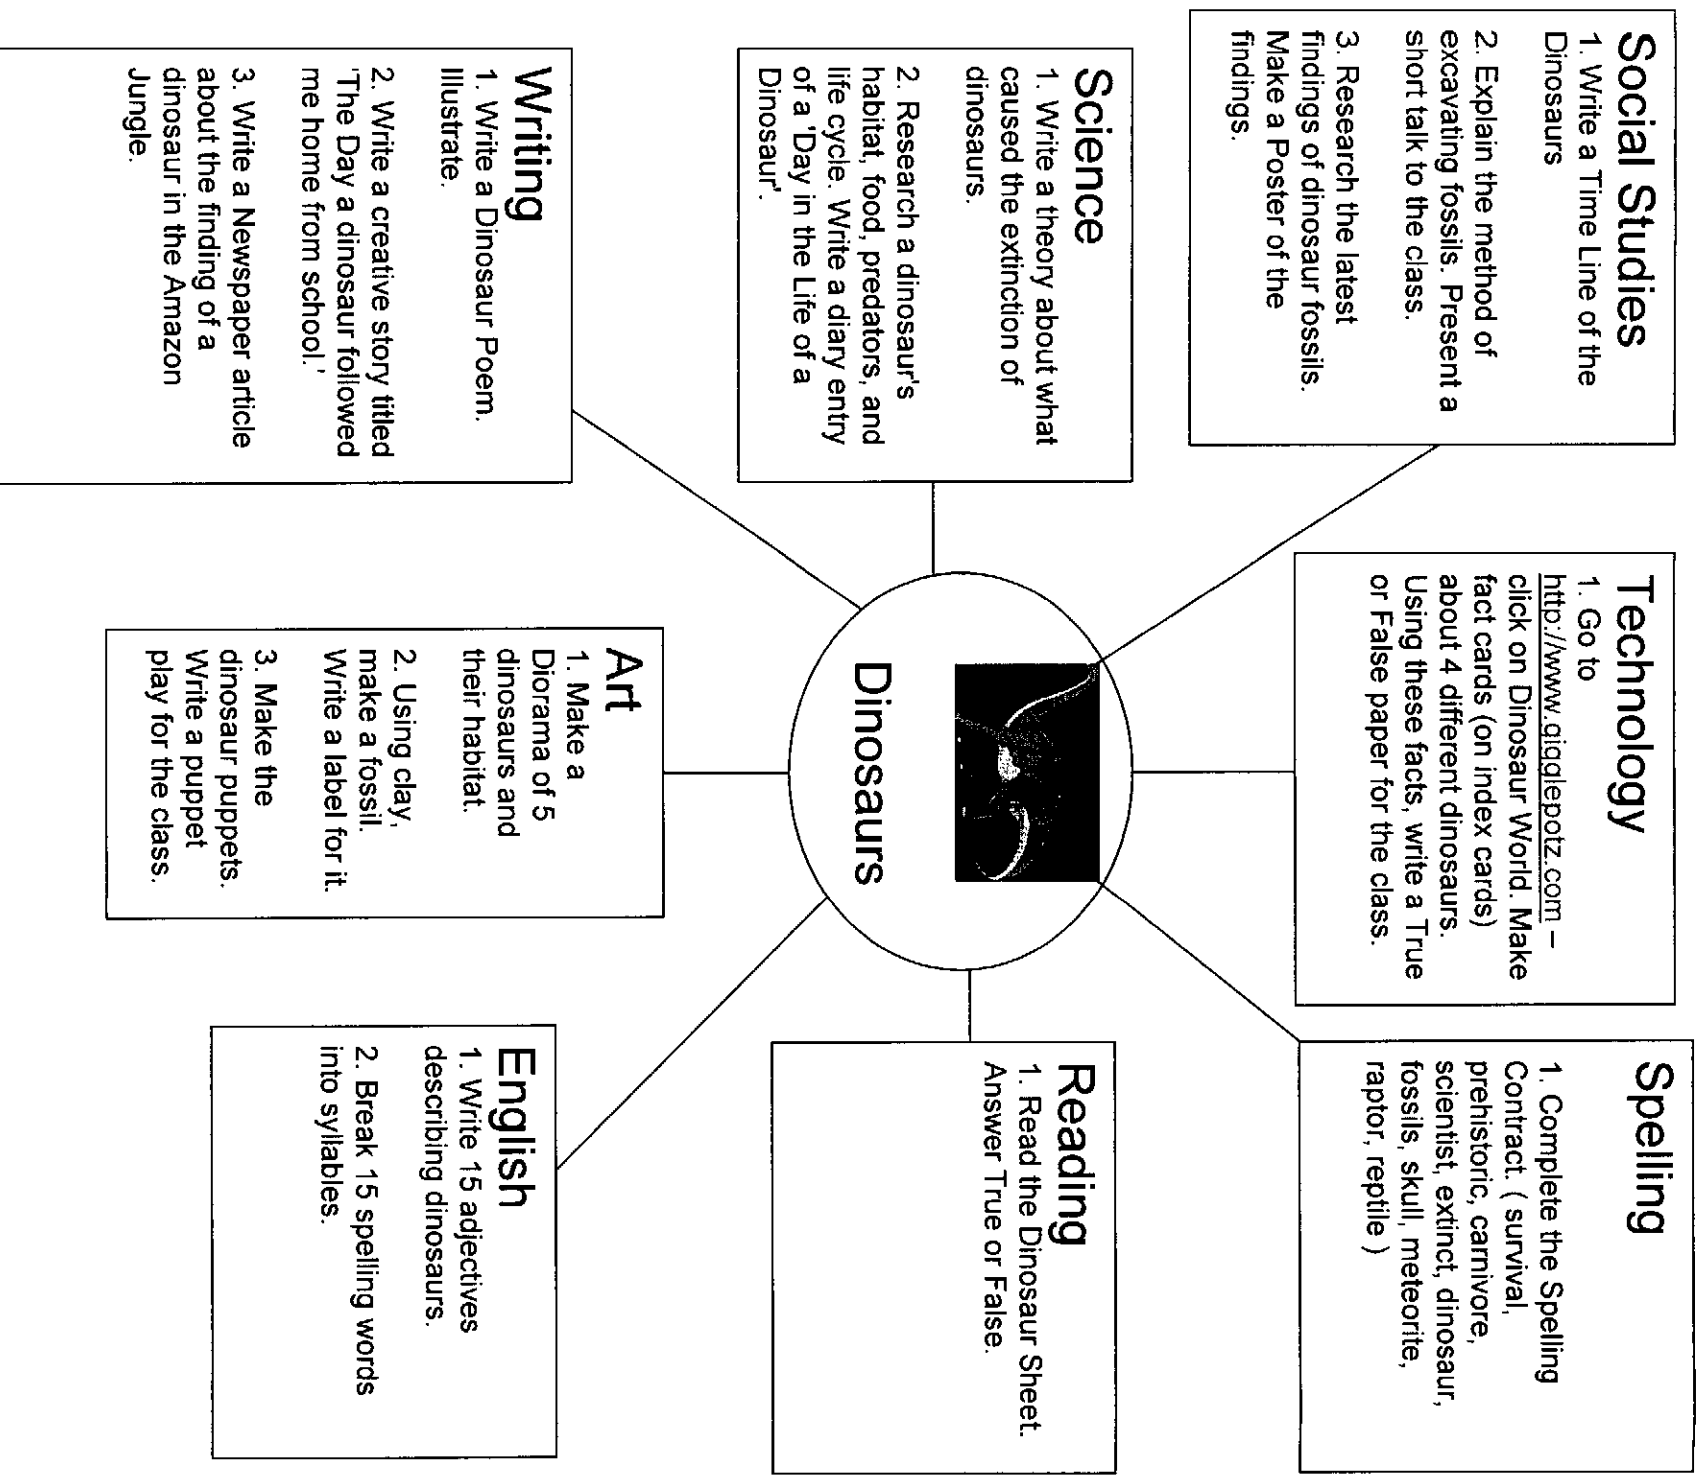 Social Studies
1. Write a Time Line of the
Dinosaurs
2. Explain the method of
excavating fossils. Present a
short talk to the class.
3. Research the latest
findings of dinosaur fossils.
Make a Poster of the
findings.
Technology
1. Go to
http://www.gigglepotz.com –
click on Dinosaur World. Make
fact cards (on index cards)
about 4 different dinosaurs.
Using these facts, write a True
or False paper for the class.
Spelling
1. Complete the Spelling
Contract. ( survival,
prehistoric, carnivore,
scientist, extinct, dinosaur,
fossils, skull, meteorite,
raptor, reptile )
Science
1. Write a theory about what
caused the extinction of
dinosaurs.
2. Research a dinosaur's
habitat, food, predators, and
life cycle. Write a diary entry
of a 'Day in the Life of a
Dinosaur'.
Dinosaurs
Reading
1. Read the Dinosaur Sheet.
Answer True or False.
Writing
1. Write a Dinosaur Poem.
Illustrate.
2. Write a creative story titled
'The Day a dinosaur followed
me home from school.'
3. Write a Newspaper article
about the finding of a
dinosaur in the Amazon
Jungle.
Art
1. Make a
Diorama of 5
dinosaurs and
their habitat.
2. Using clay,
make a fossil.
Write a label for it.
3. Make the
dinosaur puppets.
Write a puppet
play for the class.
English
1. Write 15 adjectives
describing dinosaurs.
2. Break 15 spelling words
into syllables.